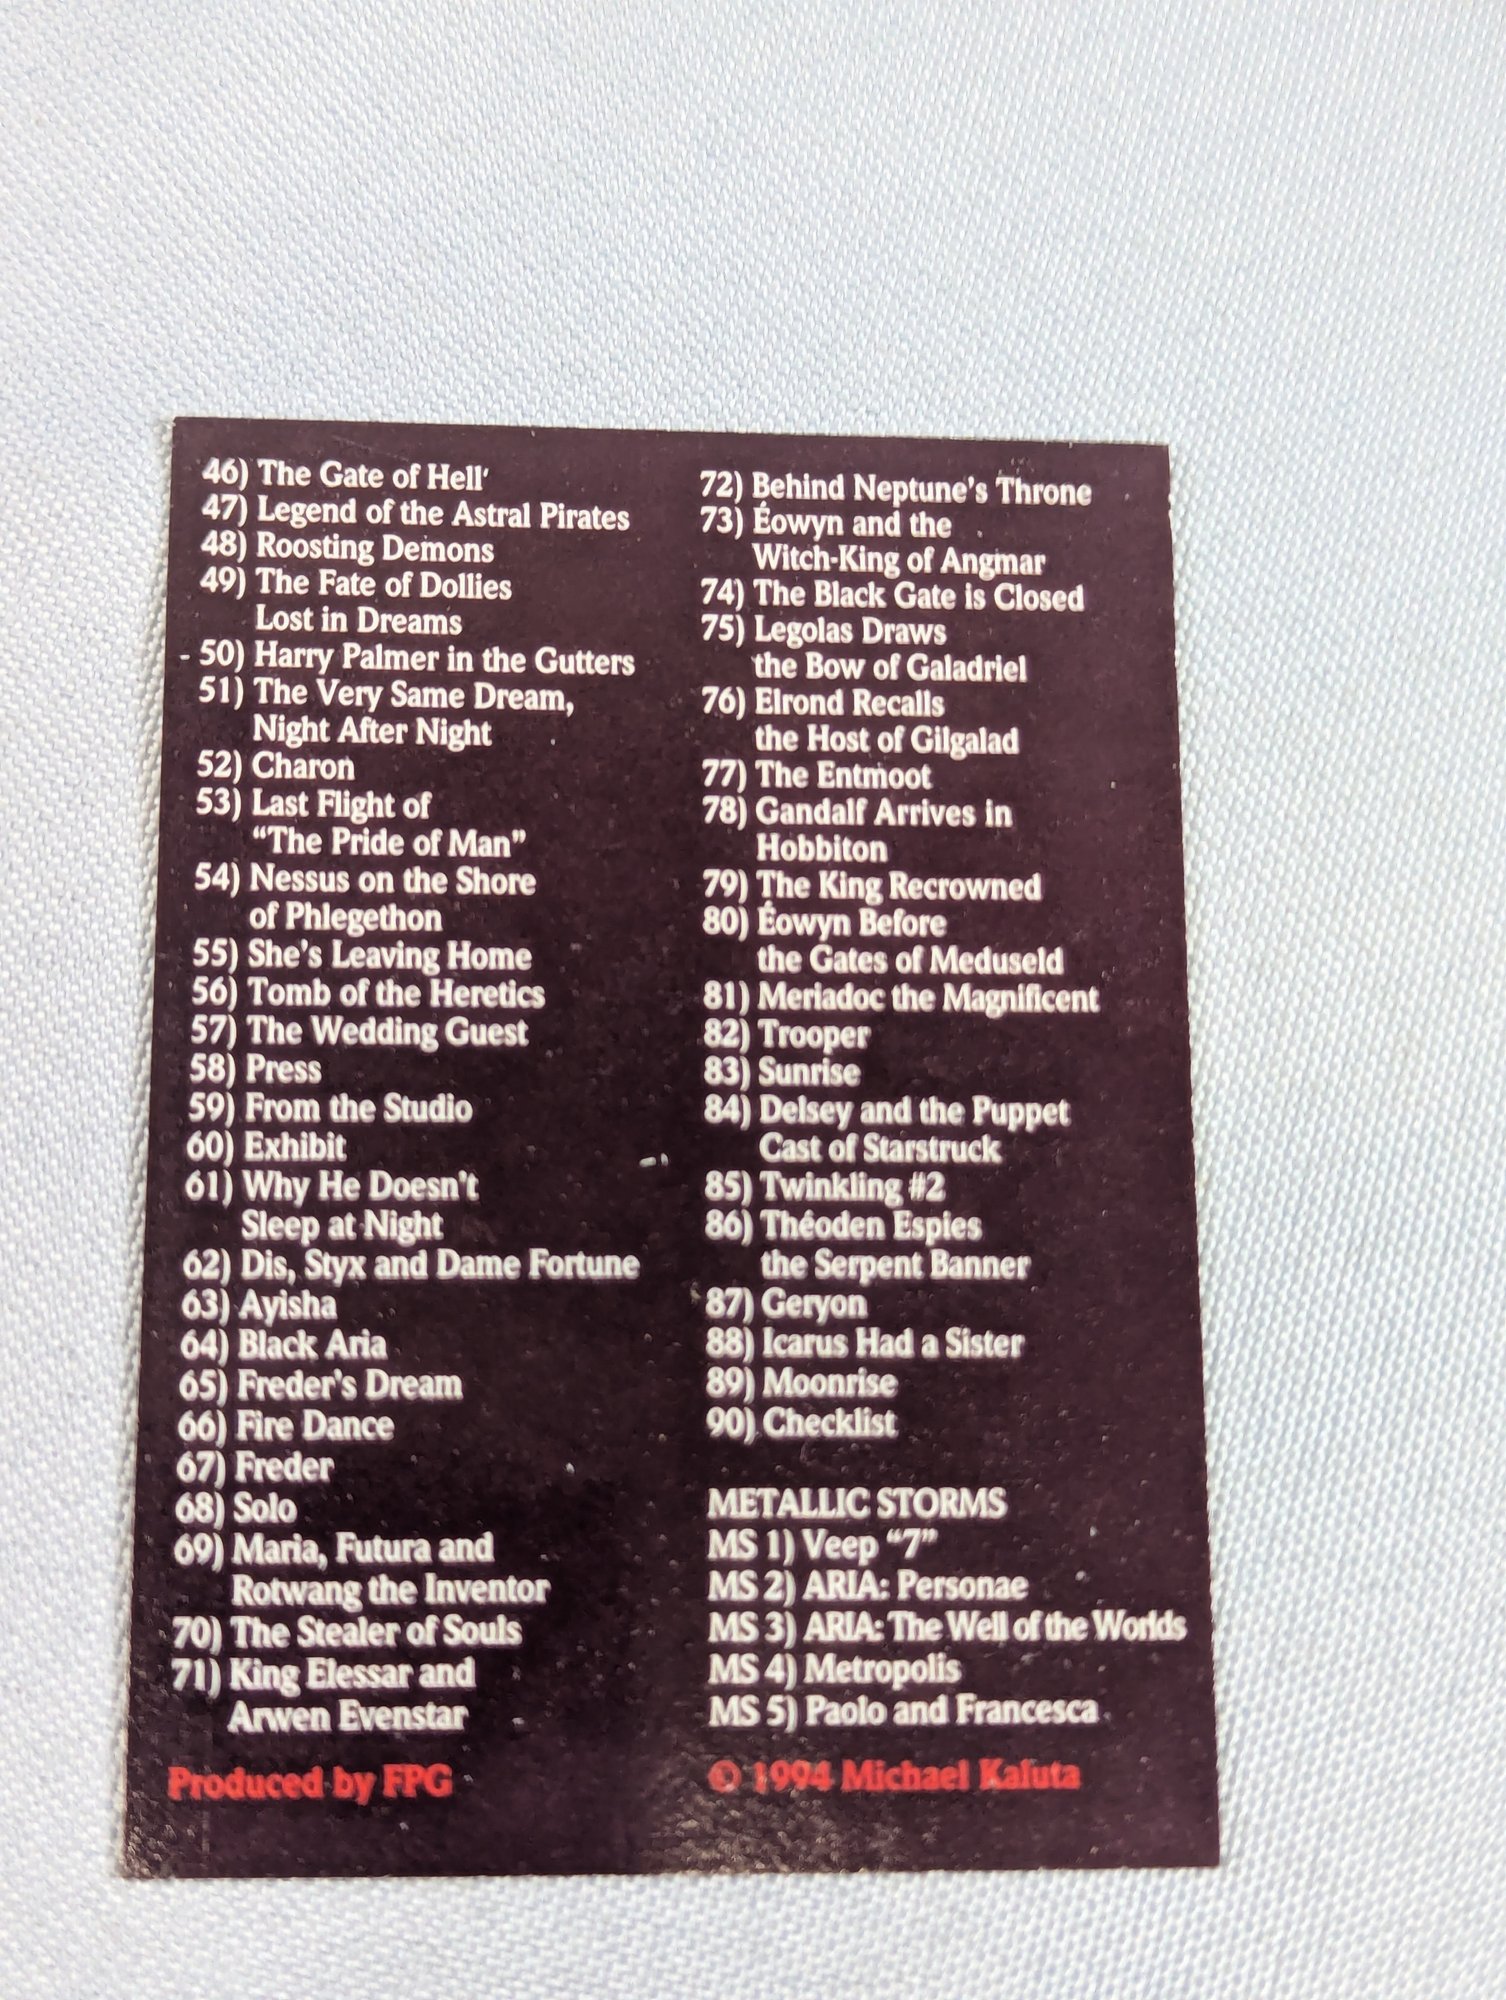 46) The Gate of Hell'
47) Legend of the Astral Pirates
48) Roosting Demons
49) The Fate of Dollies
Lost in Dreams
50) Harry Palmer in the Gutters
51) The Very Same Dream,
Night After Night
52) Charon
53) Last Flight of
“The Pride of Man”
54) Nessus on the Shore
of Phlegethon
55) She's Leaving Home
56) Tomb of the Heretics
57) The Wedding Guest
58) Press
59) From the Studio
60) Exhibit
61) Why He Doesn't
Sleep at Night
62) Dis, Styx and Dame Fortune
63) Ayisha
64) Black Aria
65) Freder's Dream
66) Fire Dance
67) Freder
68) Solo
69) Maria, Futura and
Rotwang the Inventor
70) The Stealer of Souls
71) King Elessar and
Arwen Evenstar
Produced by FPG
72) Behind Neptune's Throne
73) Éowyn and the
Witch-King of Angmar
74) The Black Gate is Closed
75) Legolas Draws
the Bow of Galadriel
76) Elrond Recalls
the Host of Gilgalad
77) The Entmoot
78) Gandalf Arrives in
Hobbiton
79) The King Recrowned
80) Éowyn Before
the Gates of Meduseld
81) Meriadoc the Magnificent
82) Trooper
83) Sunrise
84) Delsey and the Puppet
Cast of Starstruck
85) Twinkling #2
86) Théoden Espies
the Serpent Banner
87) Geryon
88) Icarus Had a Sister
89) Moonrise
90) Checklist
METALLIC STORMS
MS 1) Veep “7”
MS 2) ARIA: Personae
MS 3) ARIA: The Well of the Worlds
MS 4) Metropolis
MS 5) Paolo and Francesca
© 1994 Michael Kaluta